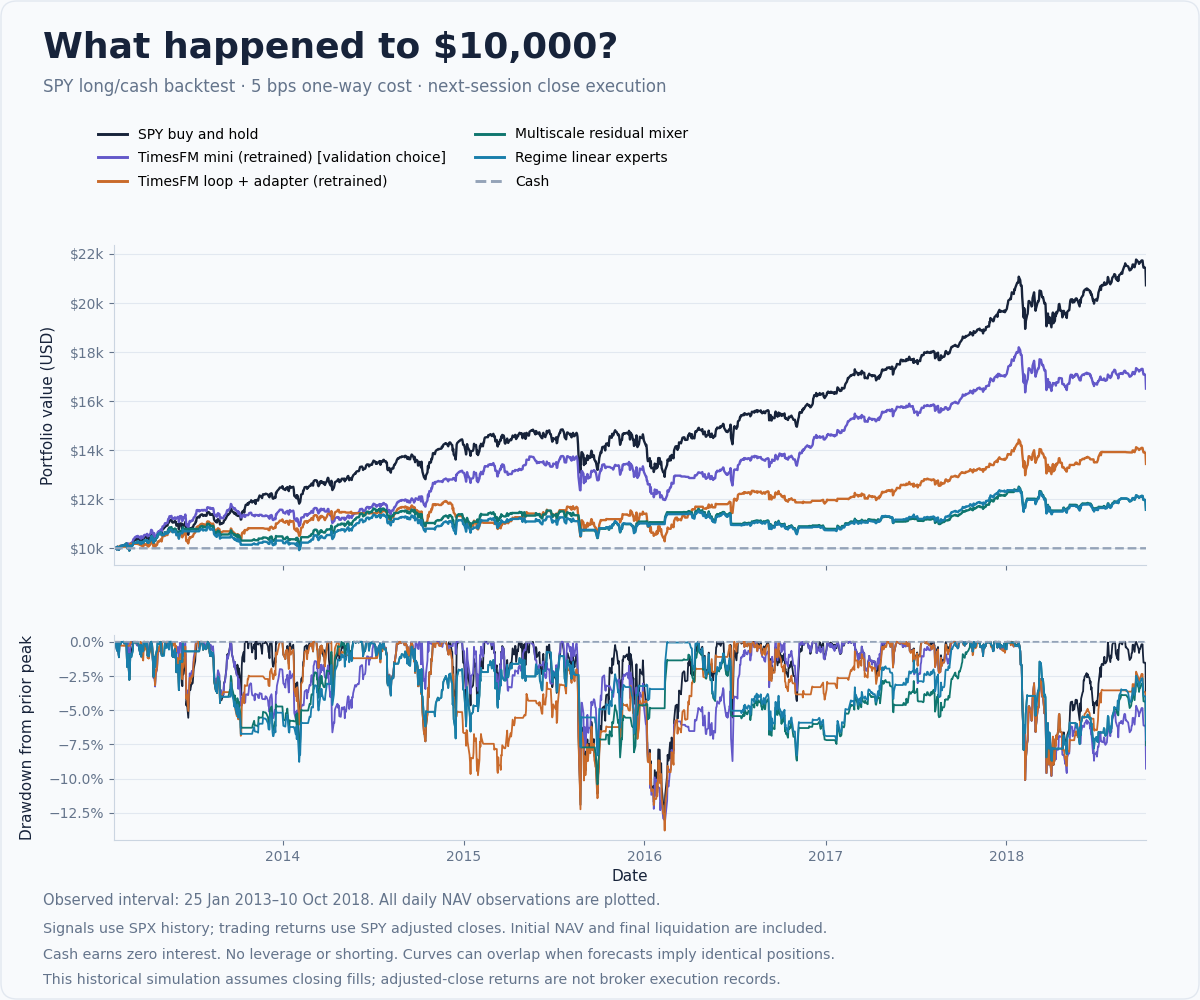 What happened to $10,000?
SPY long/cash backtest · 5 bps one-way cost · next-session close execution
SPY buy and hold
TimesFM mini (retrained) [validation choice]
TimesFM loop + adapter (retrained)
Multiscale residual mixer
Regime linear experts
Cash
Portfolio value (USD)
$22k
$20k
$18k
$16k
$14k
$12k
$10k
Drawdown from prior peak
0.0%
−2.5%
−5.0%
−7.5%
−10.0%
−12.5%
2014
2015
2016
2017
2018
Date
Observed interval: 25 Jan 2013–10 Oct 2018. All daily NAV observations are plotted.
Signals use SPX history; trading returns use SPY adjusted closes. Initial NAV and final liquidation are included.
Cash earns zero interest. No leverage or shorting. Curves can overlap when forecasts imply identical positions.
This historical simulation assumes closing fills; adjusted-close returns are not broker execution records.